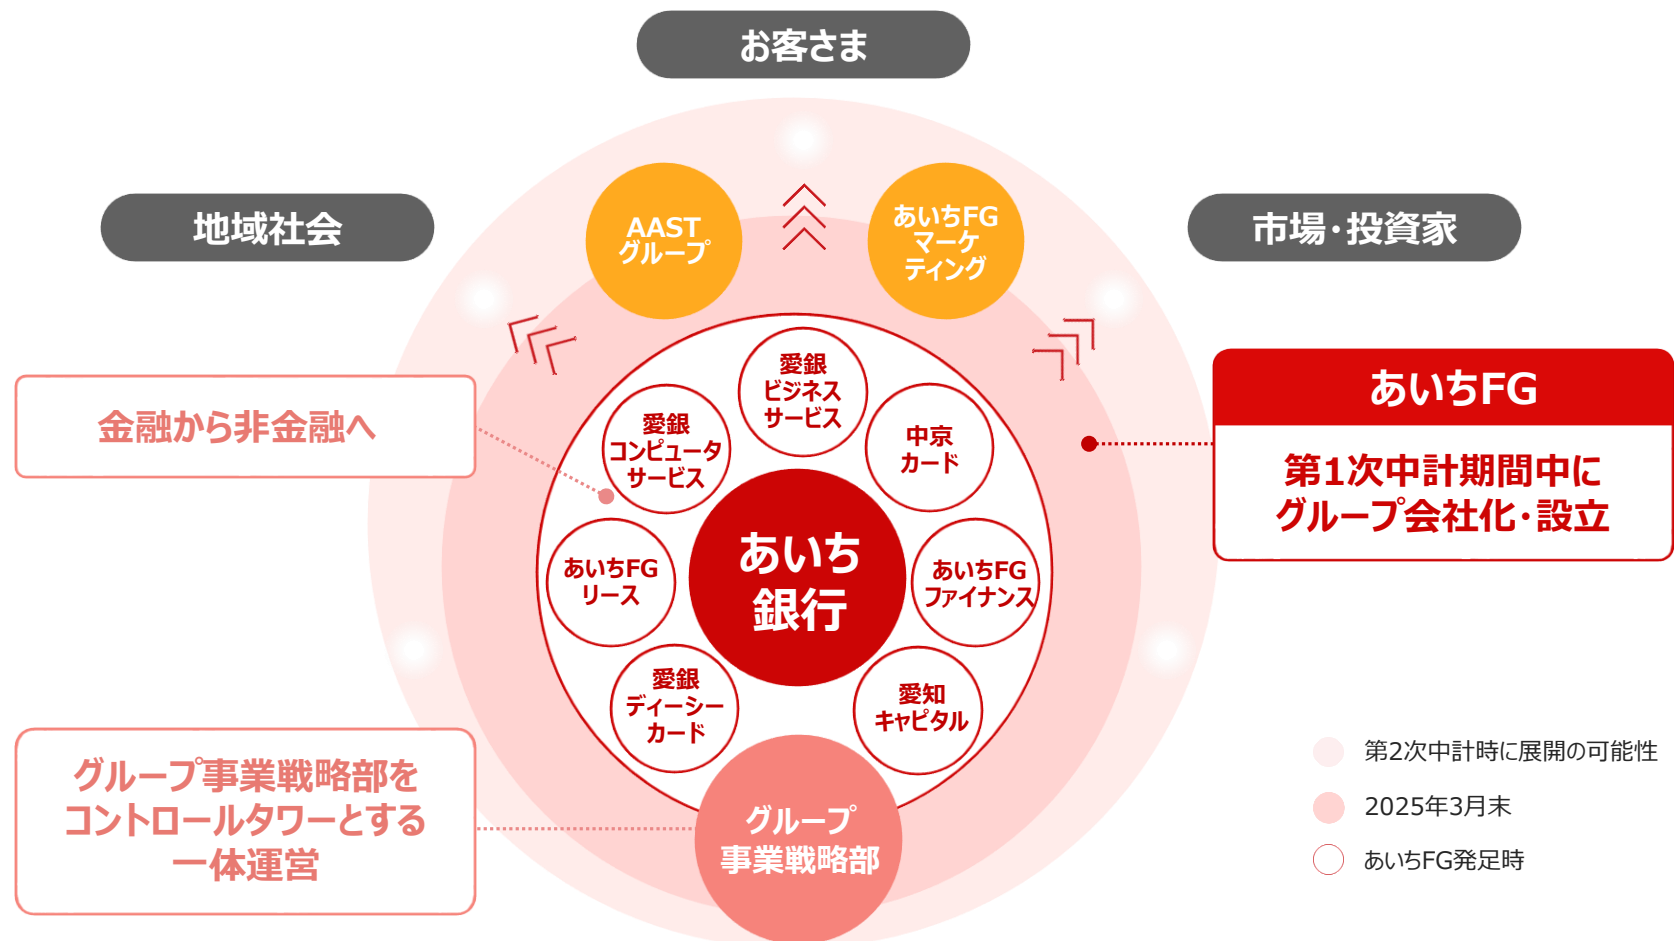 お客さま
地域社会
市場・投資家
AAST
グループ
あいちFG
マーケ
ティング
金融から非金融へ
あいちFG
第1次中計期間中に
グループ会社化・設立
愛銀
ビジネス
サービス
愛銀
コンピュータ
サービス
中京
カード
あいち
銀行
あいちFG
リース
あいちFG
ファイナンス
愛銀
ディーシー
カード
愛知
キャピタル
グループ
事業戦略部
グループ事業戦略部を
コントロールタワーとする
一体運営
第2次中計時に展開の可能性
2025年3月末
あいちFG発足時